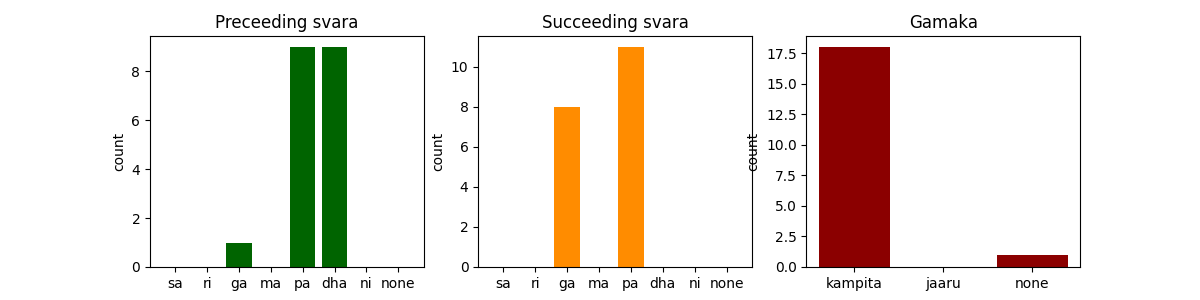 Preceeding svara
count
8
6
4
2
0
sa ri ga ma pa dha ni none
Succeeding svara
count
10
8
6
4
2
0
sa ri ga ma pa dha ni none
Gamaka
count
17.5
15.0
12.5
10.0
7.5
5.0
2.5
0.0
kampita jaaru none